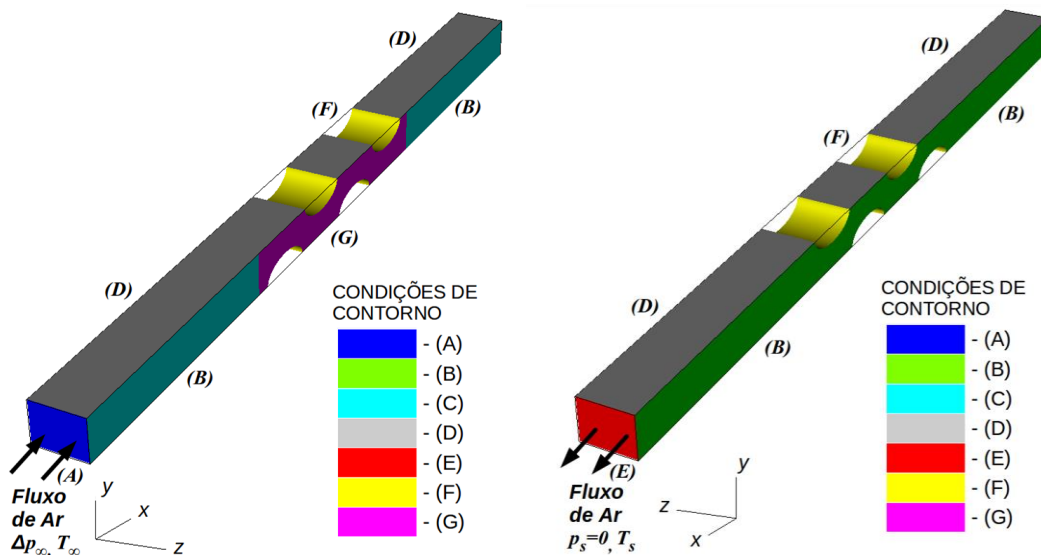 (D)
(F)
(B)
(G)
(D)
(B)
(A)
Fluxo
de Ar
Δp∞, T∞
y
x
z
CONDIÇÕES DE
CONTORNO
- (A)
- (B)
- (C)
- (D)
- (E)
- (F)
- (G)
(D)
(F)
(B)
(D)
(B)
(E)
Fluxo
de Ar
pₛ=0, Tₛ
y
z
x
CONDIÇÕES DE
CONTORNO
- (A)
- (B)
- (C)
- (D)
- (E)
- (F)
- (G)